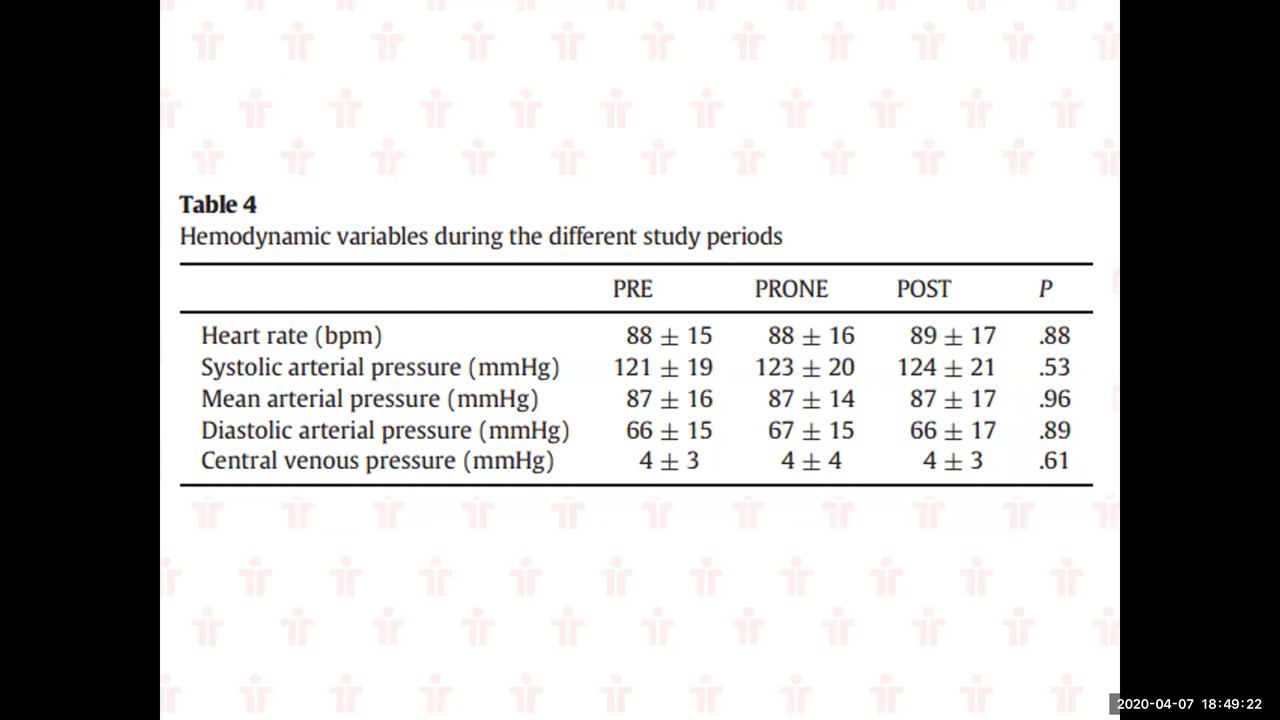 Table 4
Hemodynamic variables during the different study periods
PRE PRONE POST P
Heart rate (bpm) 88 ± 15 88 ± 16 89 ± 17 .88
Systolic arterial pressure (mmHg) 121 ± 19 123 ± 20 124 ± 21 .53
Mean arterial pressure (mmHg) 87 ± 16 87 ± 14 87 ± 17 .96
Diastolic arterial pressure (mmHg) 66 ± 15 67 ± 15 66 ± 17 .89
Central venous pressure (mmHg) 4 ± 3 4 ± 4 4 ± 3 .61
2020-04-07 18:49:22